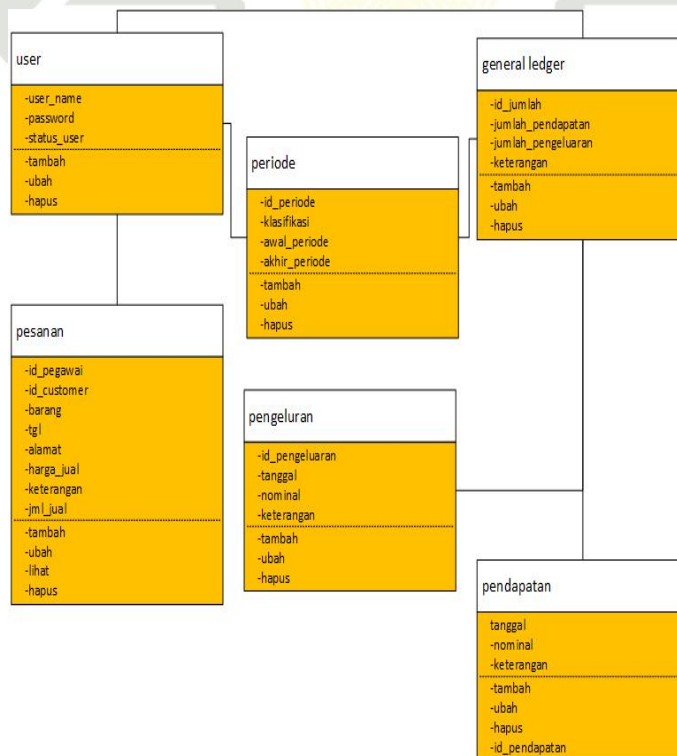 user
-user_name
-password
-status_user
-tambah
-ubah
-hapus
general ledger
-id_jumlah
-jumlah_pendapatan
-jumlah_pengeluaran
-keterangan
-tambah
-ubah
-hapus
periode
-id_periode
-klasifikasi
-awal_periode
-akhir_periode
-tambah
-ubah
-hapus
pesanan
-id_pegawai
-id_customer
-barang
-tgl
-alamat
-harga_jual
-keterangan
-jml_jual
-tambah
-ubah
-lihat
-hapus
pengeluran
-id_pengeluaran
-tanggal
-nominal
-keterangan
-tambah
-ubah
-hapus
pendapatan
tanggal
-nominal
-keterangan
-tambah
-ubah
-hapus
-id_pendapatan